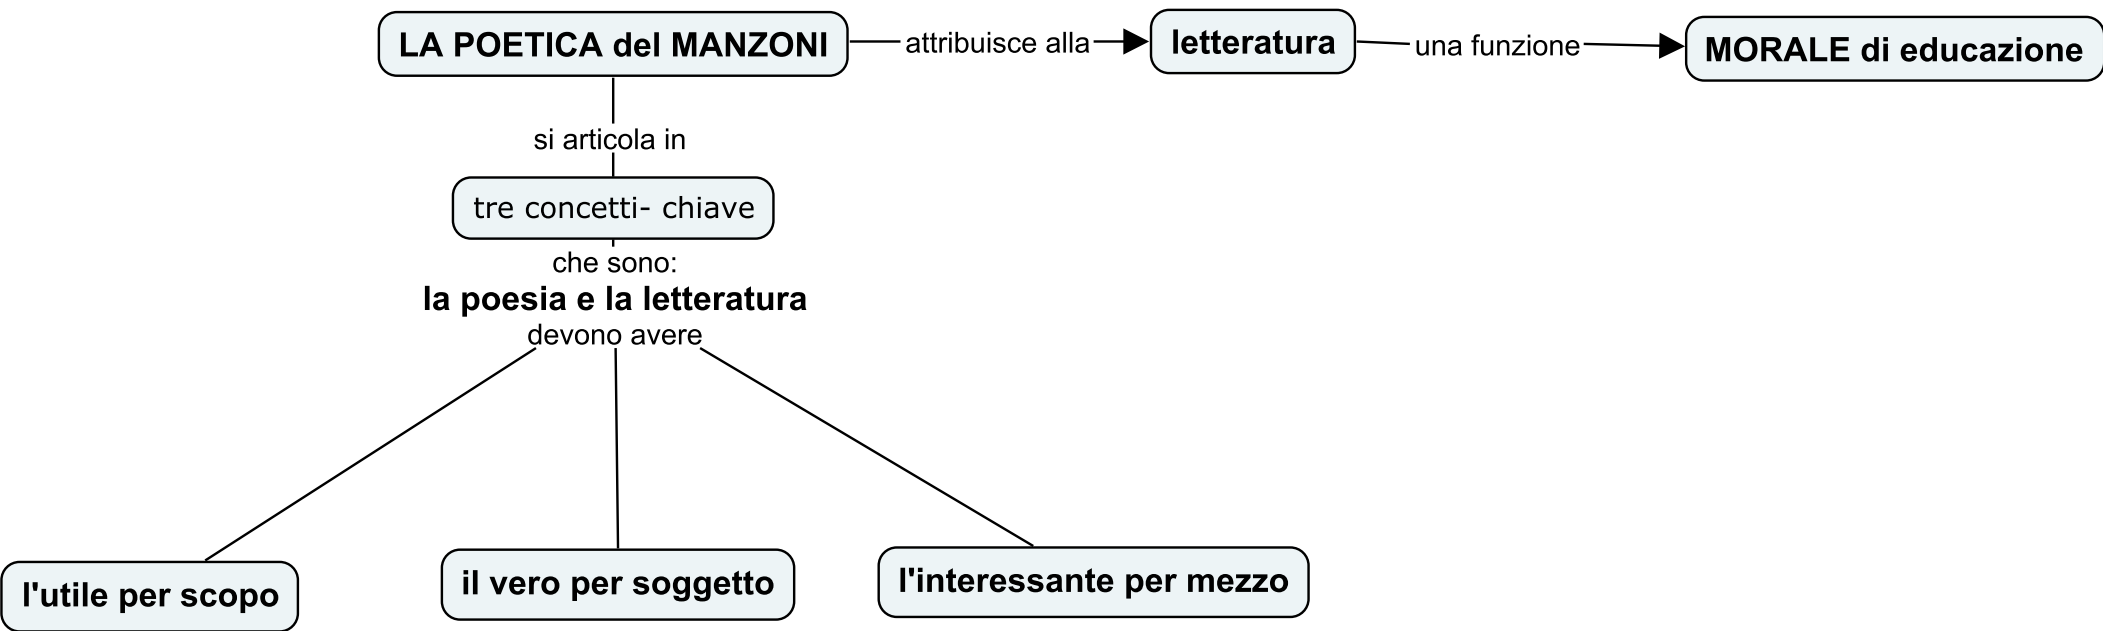 LA POETICA del MANZONI
attribuisce alla
letteratura
una funzione
MORALE di educazione
si articola in
tre concetti- chiave
che sono:
la poesia e la letteratura
devono avere
l'utile per scopo
il vero per soggetto
l'interessante per mezzo